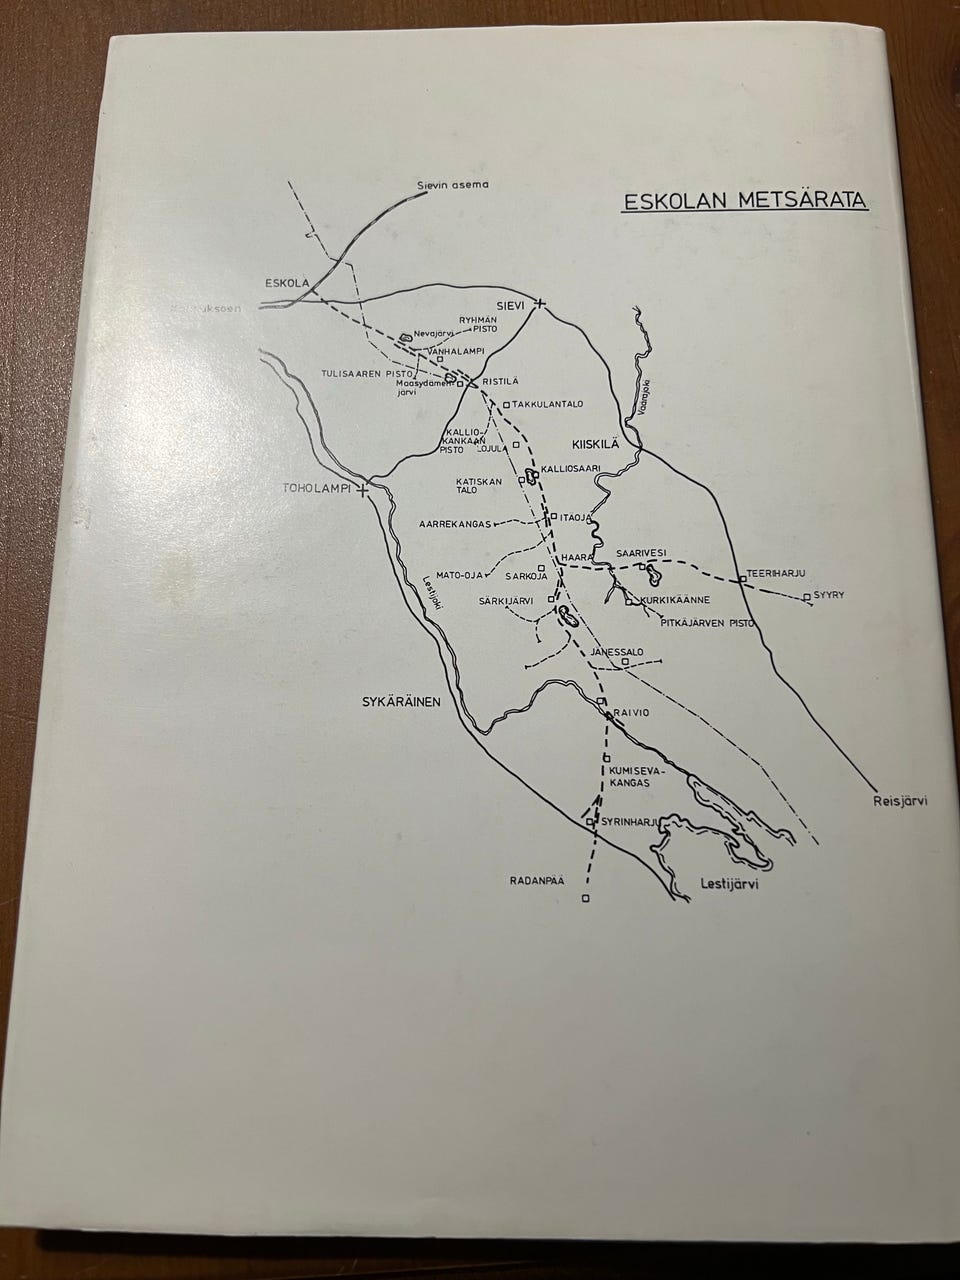 Sievin asema
ESKOLAN METSÄRATA
ESKOLA
SIEVI
RYHMÄN
PISTO
Nevajärvi
VANHALAMPI
TULISAAREN PISTO
Maasydämen-
järvi
RISTILÄ
TAKKULANTALO
KALLIO-
KANKAAN
PISTO
LOJULA
KIISKILÄ
Vääräjoki
KALLIOSAARI
KATISKAN
TALO
TOHOLAMPI
AARREKANGAS
ITÄOJA
HAARA
SAARIVESI
MATO-OJA
SARKOJA
TEERIHARJU
SYYRY
Lestijoki
SÄRKIJÄRVI
KURKIKÄÄNNE
PITKÄJÄRVEN PISTO
JÄNESSALO
SYKÄRÄINEN
RAIVIO
KUMISEVA-
KANGAS
Reisjärvi
SYRINHARJU
RADANPÄÄ
Lestijärvi